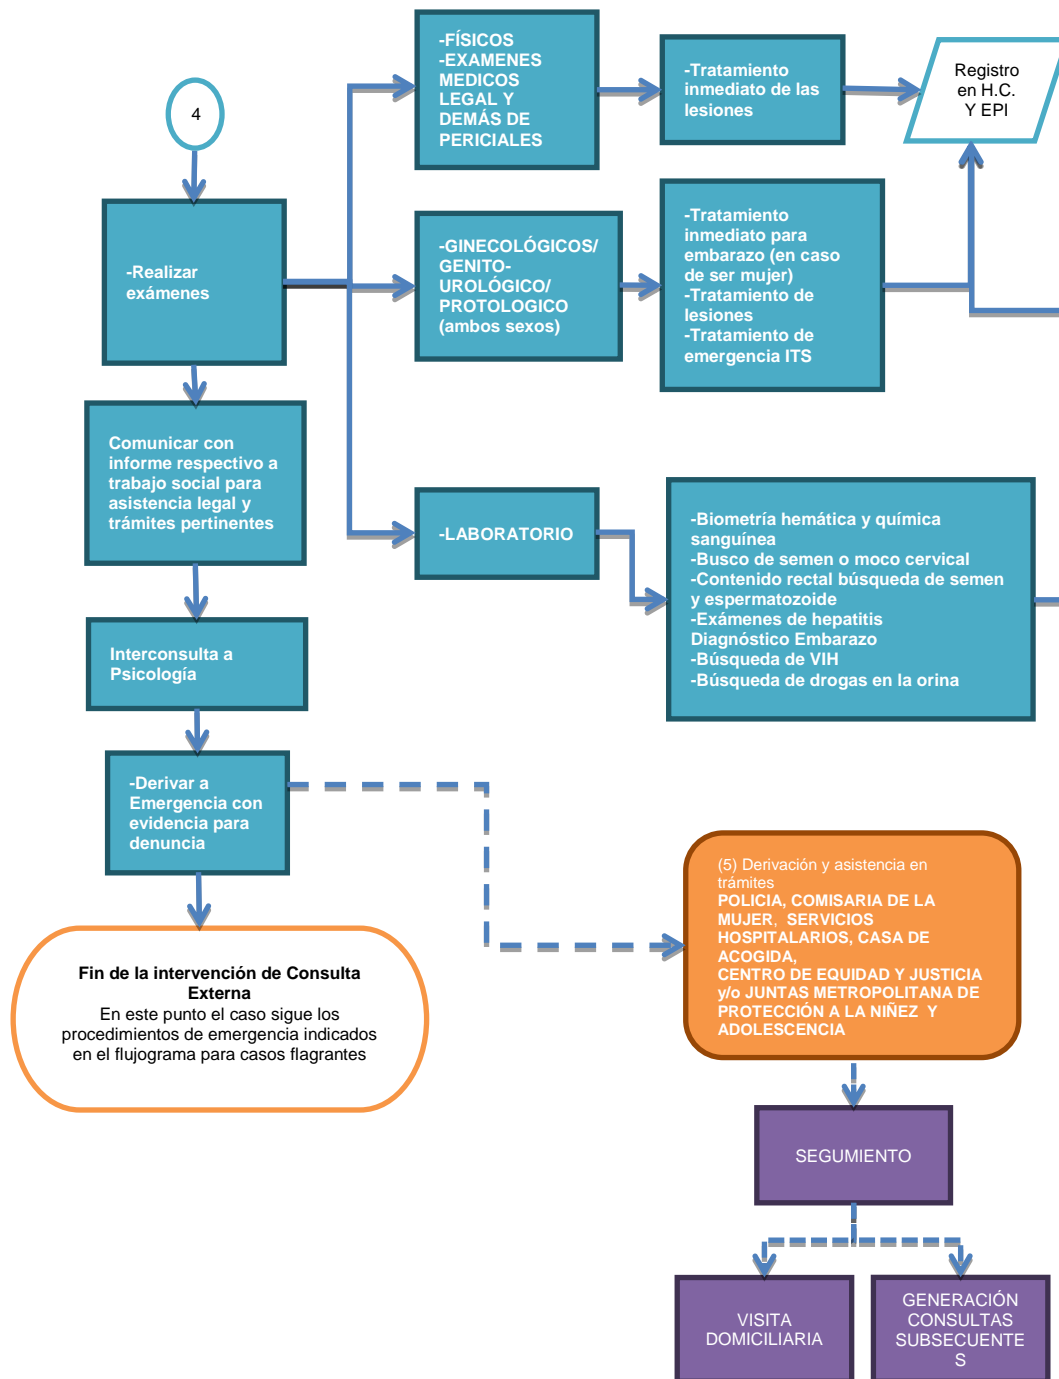 4
-Realizar
exámenes
-FÍSICOS
-EXAMENES
MEDICOS
LEGAL Y
DEMÁS DE
PERICIALES
-Tratamiento
inmediato de las
lesiones
Registro
en H.C.
Y EPI
-GINECOLÓGICOS/
GENITO-
UROLÓGICO/
PROTOLOGICO
(ambos sexos)
-Tratamiento
inmediato para
embarazo (en caso
de ser mujer)
-Tratamiento de
lesiones
-Tratamiento de
emergencia ITS
Comunicar con
informe respectivo a
trabajo social para
asistencia legal y
trámites pertinentes
-LABORATORIO
-Biometría hemática y química
sanguínea
-Busco de semen o moco cervical
-Contenido rectal búsqueda de semen
y espermatozoide
-Exámenes de hepatitis
Diagnóstico Embarazo
-Búsqueda de VIH
-Búsqueda de drogas en la orina
Interconsulta a
Psicología
-Derivar a
Emergencia con
evidencia para
denuncia
(5) Derivación y asistencia en
trámites
POLICIA, COMISARIA DE LA
MUJER, SERVICIOS
HOSPITALARIOS, CASA DE
ACOGIDA,
CENTRO DE EQUIDAD Y JUSTICIA
y/o JUNTAS METROPOLITANA DE
PROTECCIÓN A LA NIÑEZ Y
ADOLESCENCIA
Fin de la intervención de Consulta
Externa
En este punto el caso sigue los
procedimientos de emergencia indicados
en el flujograma para casos flagrantes
SEGUMIENTO
VISITA
DOMICILIARIA
GENERACIÓN
CONSULTAS
SUBSECUENTE
S